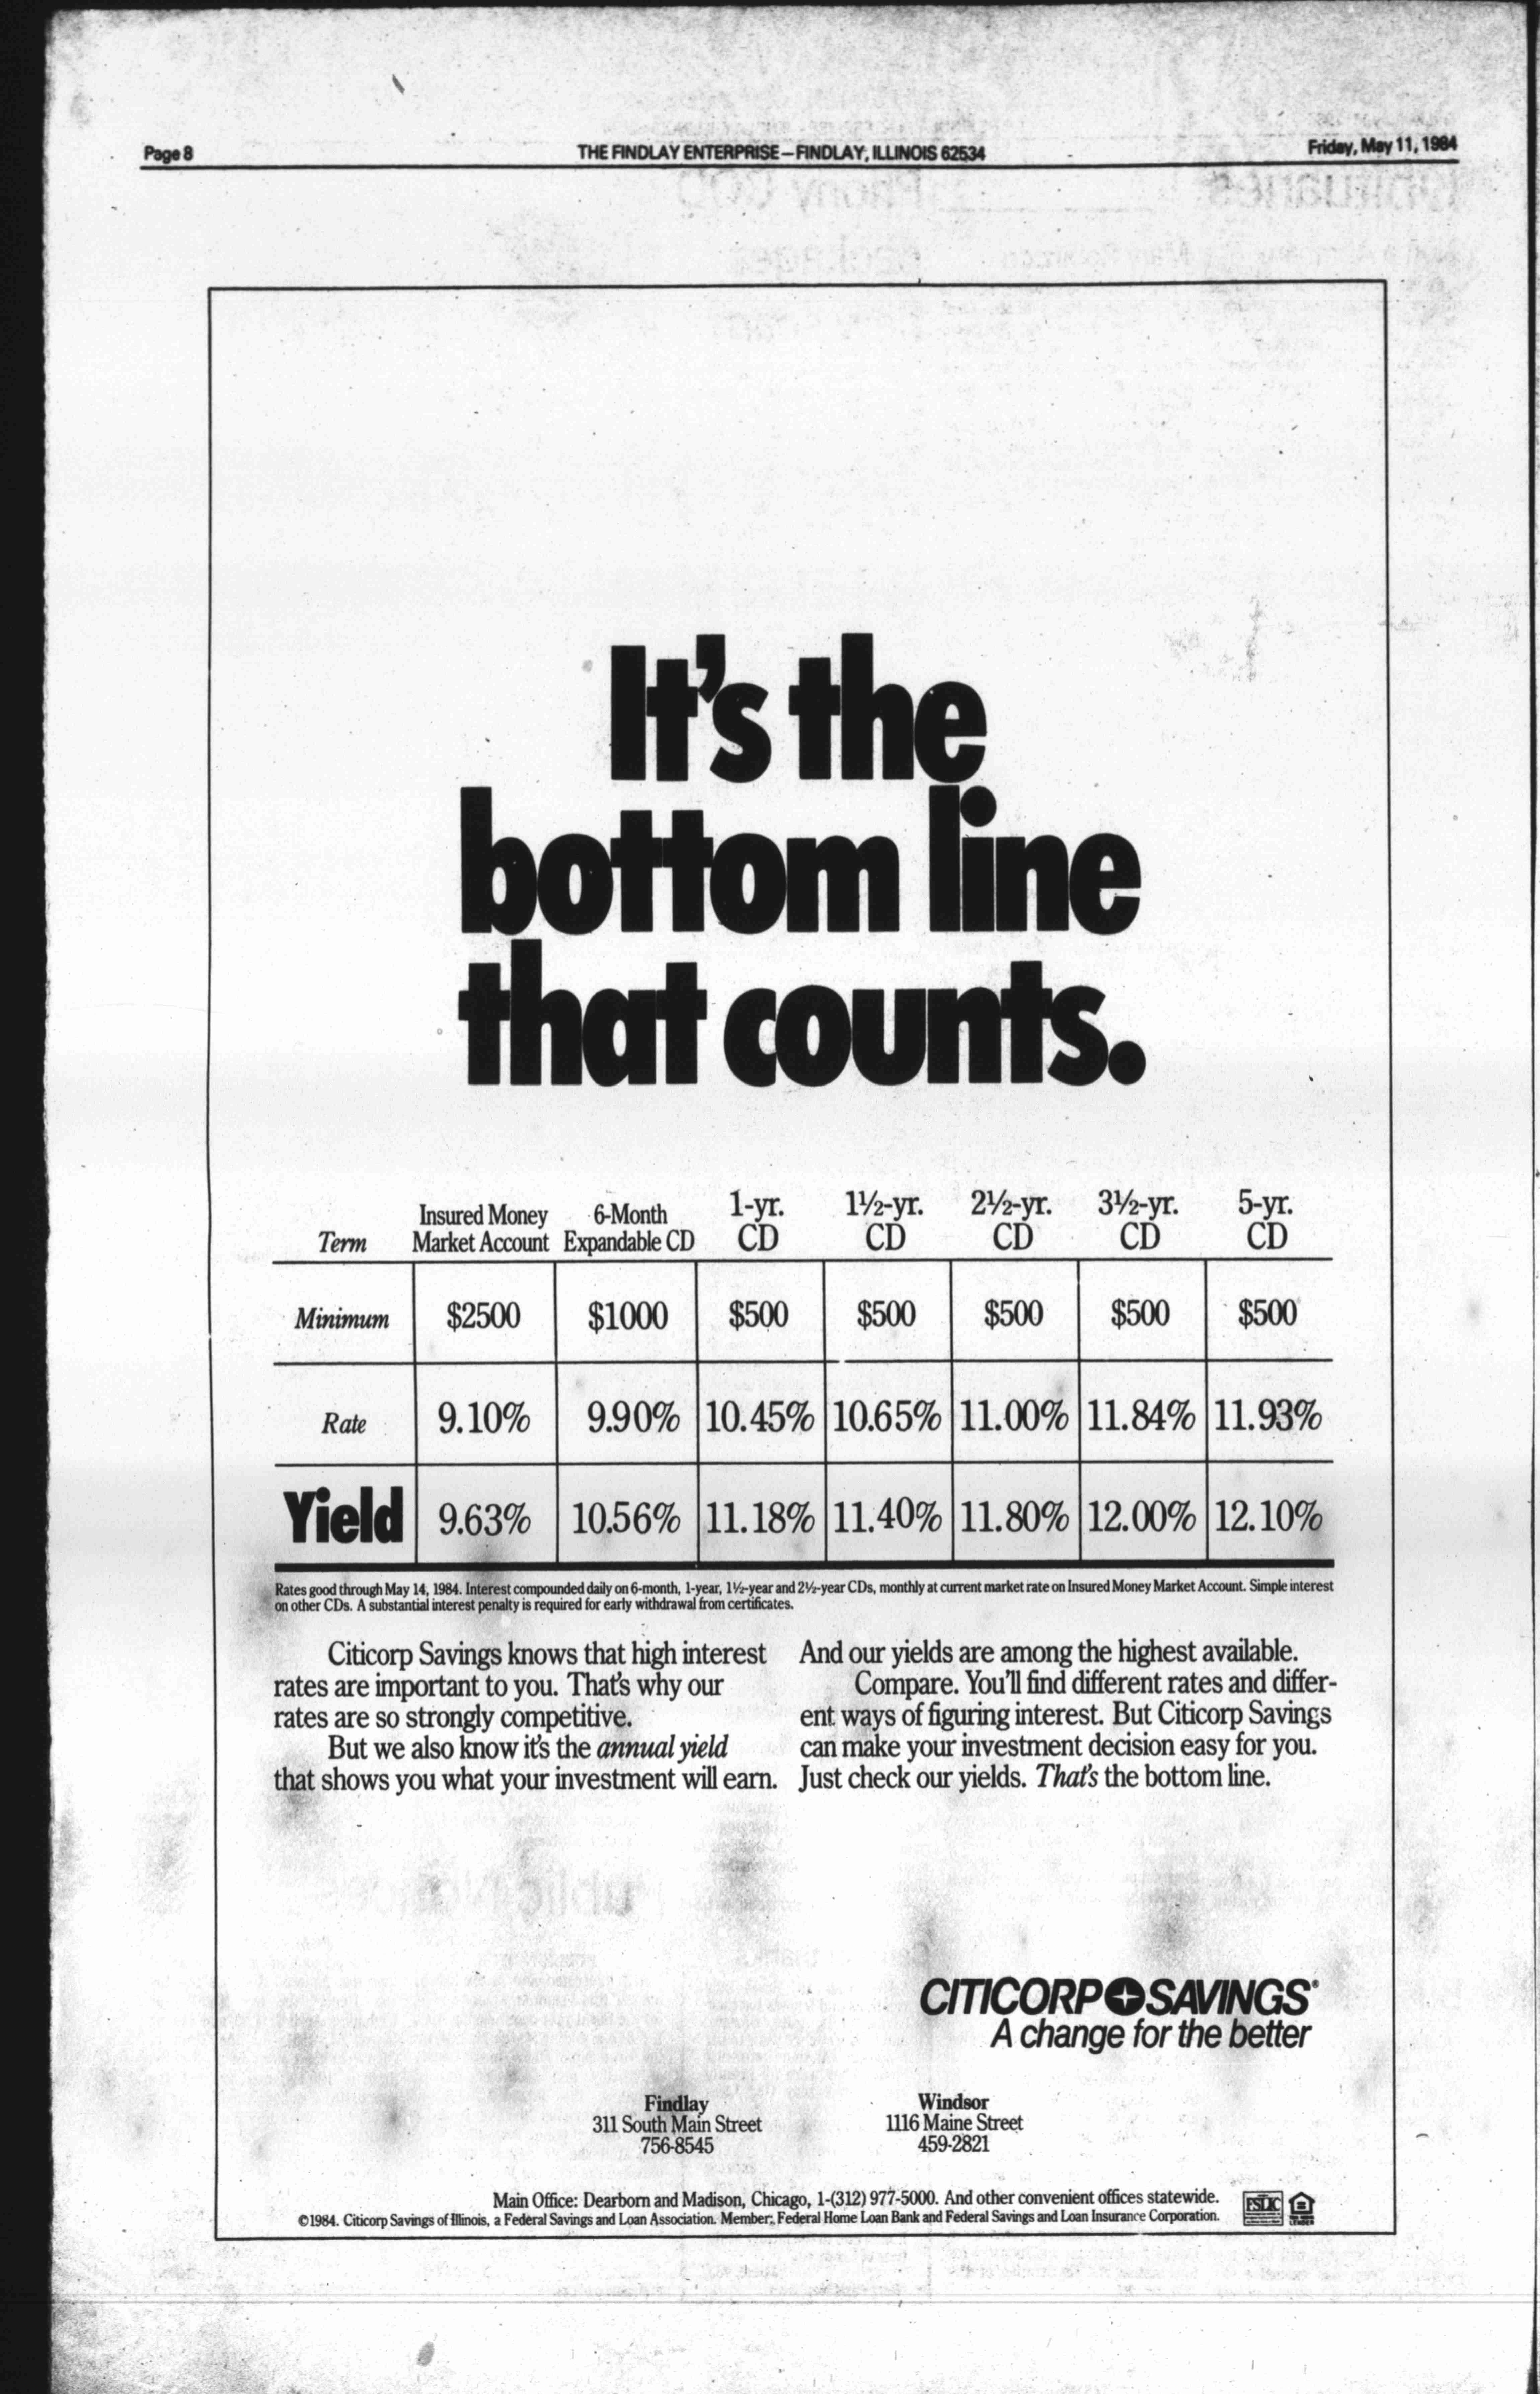 Page 8
THE FINDLAY ENTERPRISE—FINDLAY, ILLINOIS 62534
Friday, May 11, 1984
It's the
bottom line
that counts.
Term Insured Money Market Account 6-Month Expandable CD 1-yr. CD 1½-yr. CD 2½-yr. CD 3½-yr. CD 5-yr. CD
Minimum $2500 $1000 $500 $500 $500 $500 $500
Rate 9.10% 9.90% 10.45% 10.65% 11.00% 11.84% 11.93%
Yield 9.63% 10.56% 11.18% 11.40% 11.80% 12.00% 12.10%
Rates good through May 14, 1984. Interest compounded daily on 6-month, 1-year, 1½-year and 2½-year CDs, monthly at current market rate on Insured Money Market Account. Simple interest
on other CDs. A substantial interest penalty is required for early withdrawal from certificates.
Citicorp Savings knows that high interest
rates are important to you. That's why our
rates are so strongly competitive.
But we also know it's the annual yield
that shows you what your investment will earn.
And our yields are among the highest available.
Compare. You'll find different rates and differ-
ent ways of figuring interest. But Citicorp Savings
can make your investment decision easy for you.
Just check our yields. That's the bottom line.
CITICORP SAVINGS®
A change for the better
Findlay
311 South Main Street
756-8545
Windsor
1116 Maine Street
459-2821
Main Office: Dearborn and Madison, Chicago, 1-(312) 977-5000. And other convenient offices statewide.
©1984. Citicorp Savings of Illinois, a Federal Savings and Loan Association. Member: Federal Home Loan Bank and Federal Savings and Loan Insurance Corporation.
FSLIC
LENDER